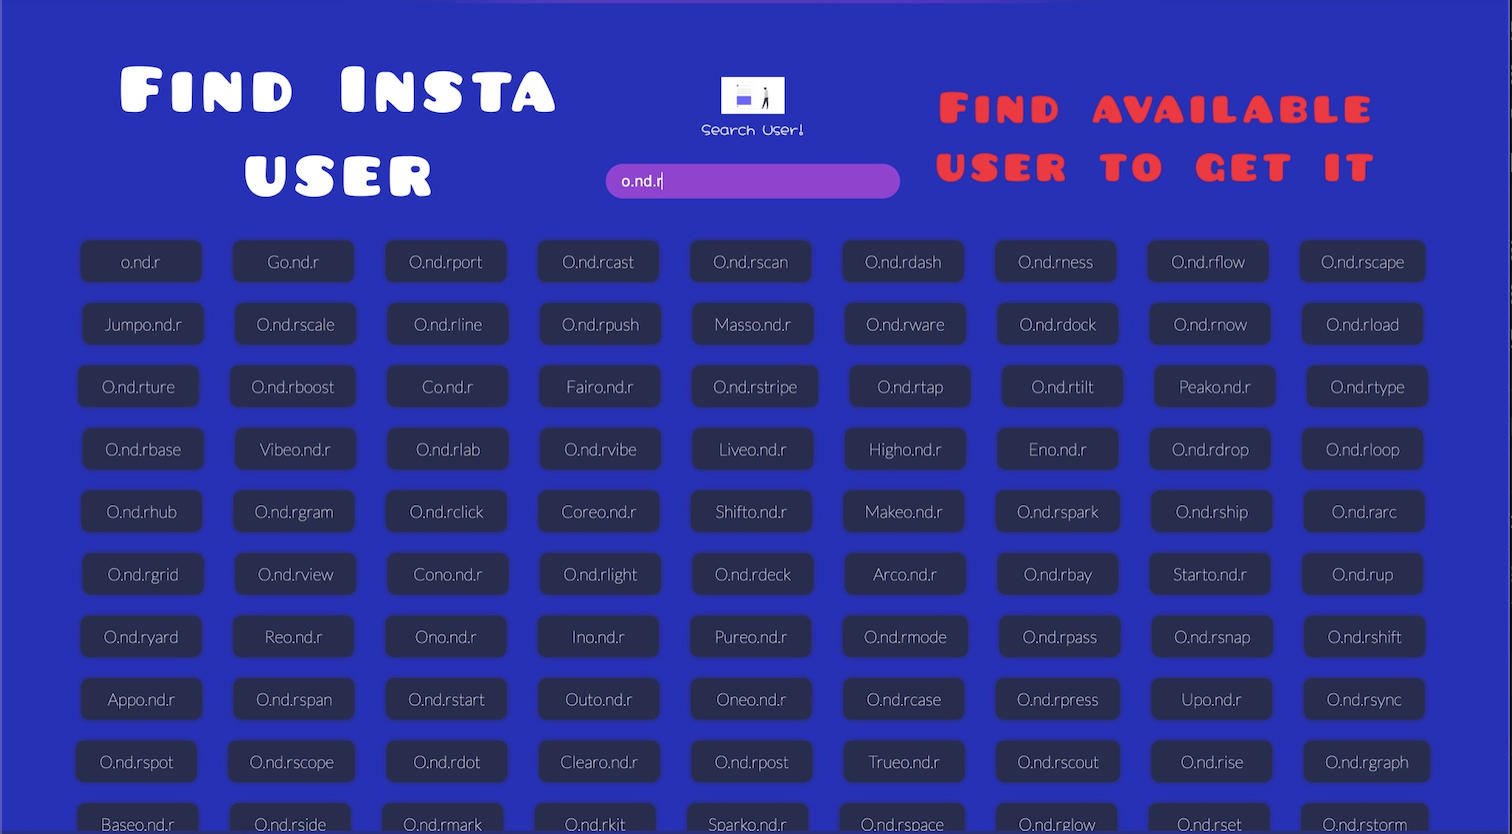 Find Insta
user
Search User!
Find available
user to get it
o.nd.r
o.nd.r Go.nd.r O.nd.rport O.nd.rcast O.nd.rscan O.nd.rdash O.nd.rness O.nd.rflow O.nd.rscape
Jumpo.nd.r O.nd.rscale O.nd.rline O.nd.rpush Masso.nd.r O.nd.rware O.nd.rdock O.nd.rnow O.nd.rload
O.nd.rture O.nd.rboost Co.nd.r Fairo.nd.r O.nd.rstripe O.nd.rtap O.nd.rtilt Peako.nd.r O.nd.rtype
O.nd.rbase Vibeo.nd.r O.nd.rlab O.nd.rvibe Liveo.nd.r Higho.nd.r Eno.nd.r O.nd.rdrop O.nd.rloop
O.nd.rhub O.nd.rgram O.nd.rclick Coreo.nd.r Shifto.nd.r Makeo.nd.r O.nd.rspark O.nd.rship O.nd.rarc
O.nd.rgrid O.nd.rview Cono.nd.r O.nd.rlight O.nd.rdeck Arco.nd.r O.nd.rbay Starto.nd.r O.nd.rup
O.nd.ryard Reo.nd.r Ono.nd.r Ino.nd.r Pureo.nd.r O.nd.rmode O.nd.rpass O.nd.rsnap O.nd.rshift
Appo.nd.r O.nd.rspan O.nd.rstart Outo.nd.r Oneo.nd.r O.nd.rcase O.nd.rpress Upo.nd.r O.nd.rsync
O.nd.rspot O.nd.rscope O.nd.rdot Clearo.nd.r O.nd.rpost Trueo.nd.r O.nd.rscout O.nd.rise O.nd.rgraph
Baseo.nd.r O.nd.rside O.nd.rmark O.nd.rkit Sparko.nd.r O.nd.rspace O.nd.rglow O.nd.rset O.nd.rstorm